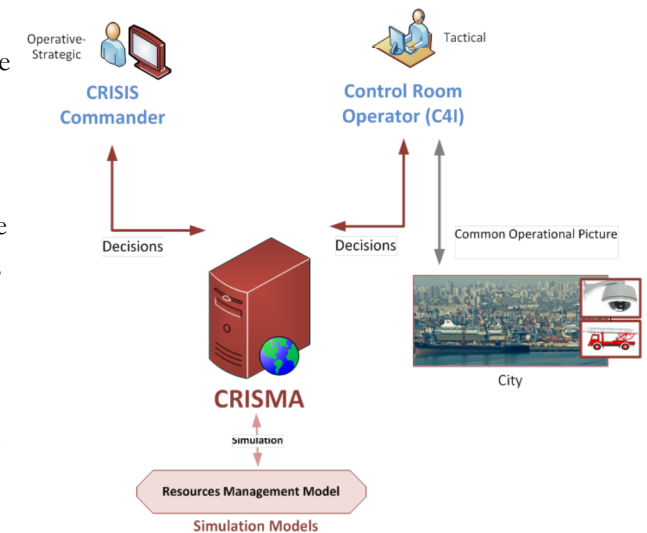 Operative-
Strategic
Tactical
CRISIS
Commander
Control Room
Operator (C4I)
Decisions
Decisions
Common Operational Picture
City
CRISMA
Simulation
Resources Management Model
Simulation Models